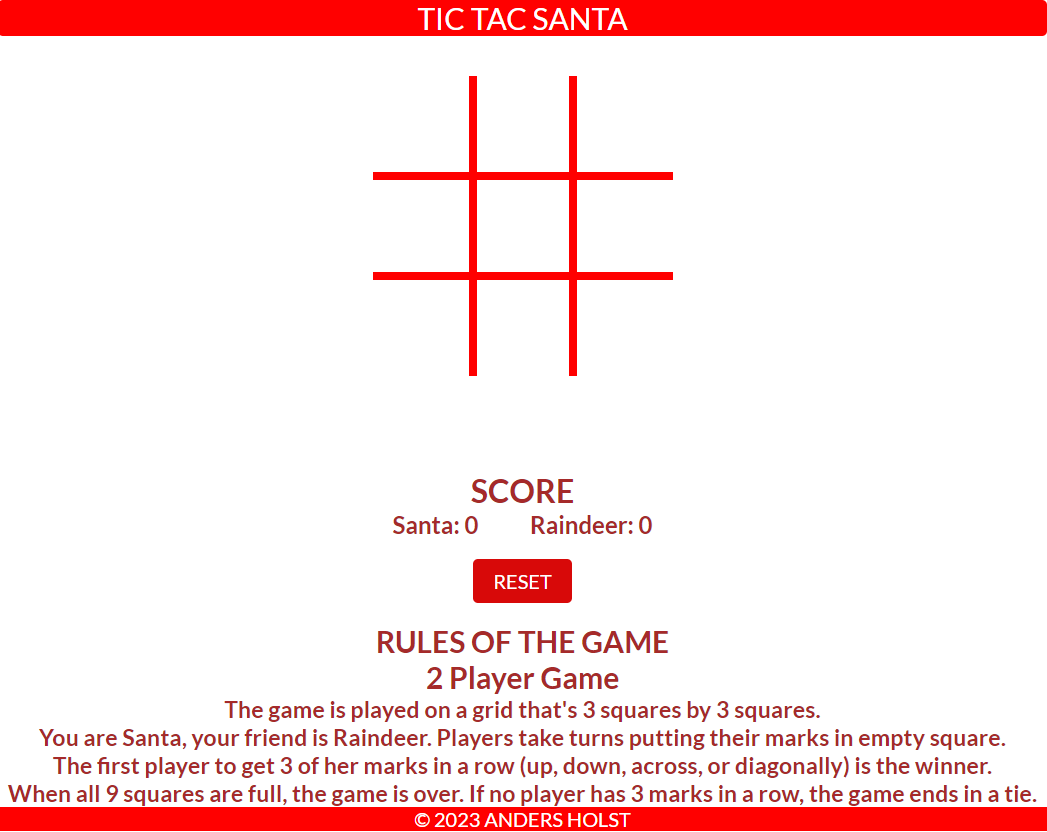 TIC TAC SANTA
SCORE
Santa: 0 Raindeer: 0
RESET
RULES OF THE GAME
2 Player Game
The game is played on a grid that's 3 squares by 3 squares.
You are Santa, your friend is Raindeer. Players take turns putting their marks in empty square.
The first player to get 3 of her marks in a row (up, down, across, or diagonally) is the winner.
When all 9 squares are full, the game is over. If no player has 3 marks in a row, the game ends in a tie.
© 2023 ANDERS HOLST